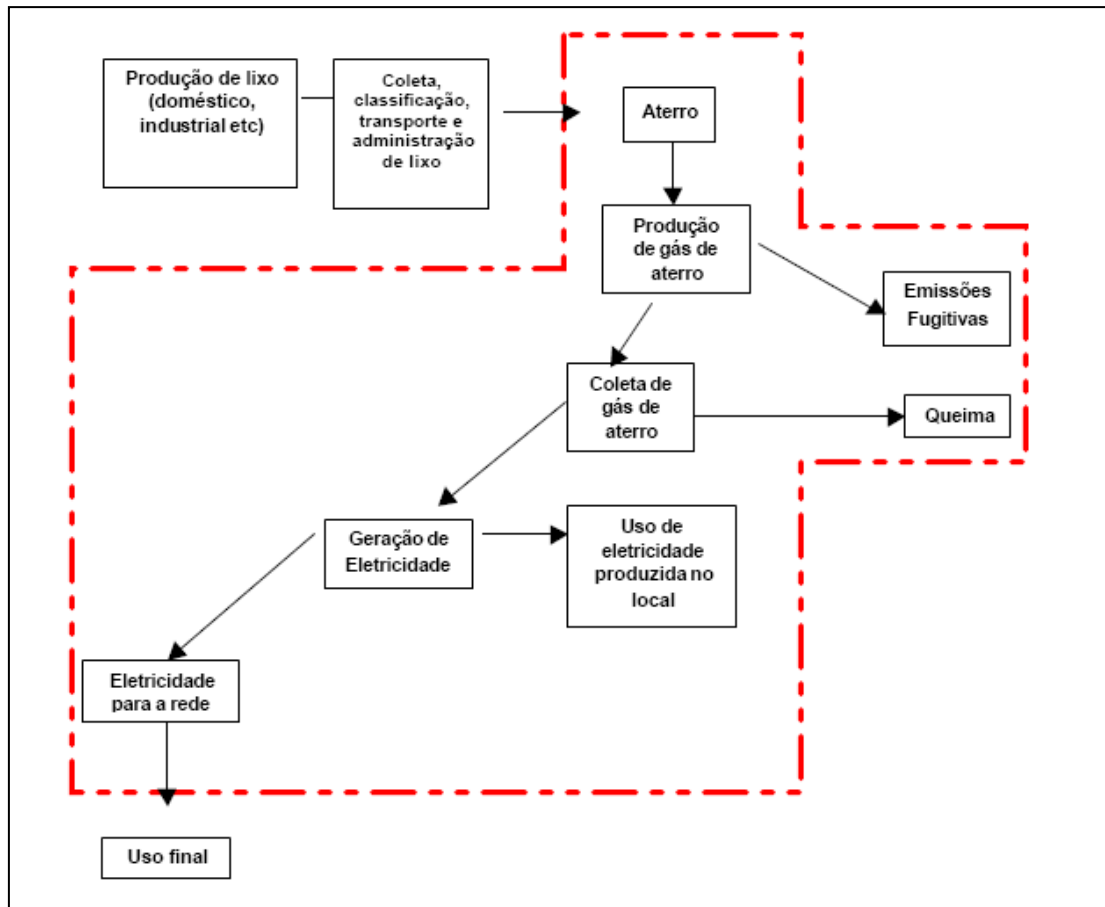 Produção de lixo
(doméstico,
industrial etc)
Coleta,
classificação,
transporte e
administração
de lixo
Aterro
Produção
de gás de
aterro
Emissões
Fugitivas
Coleta de
gás de
aterro
Queima
Geração de
Eletricidade
Uso de
eletricidade
produzida no
local
Eletricidade
para a rede
Uso final